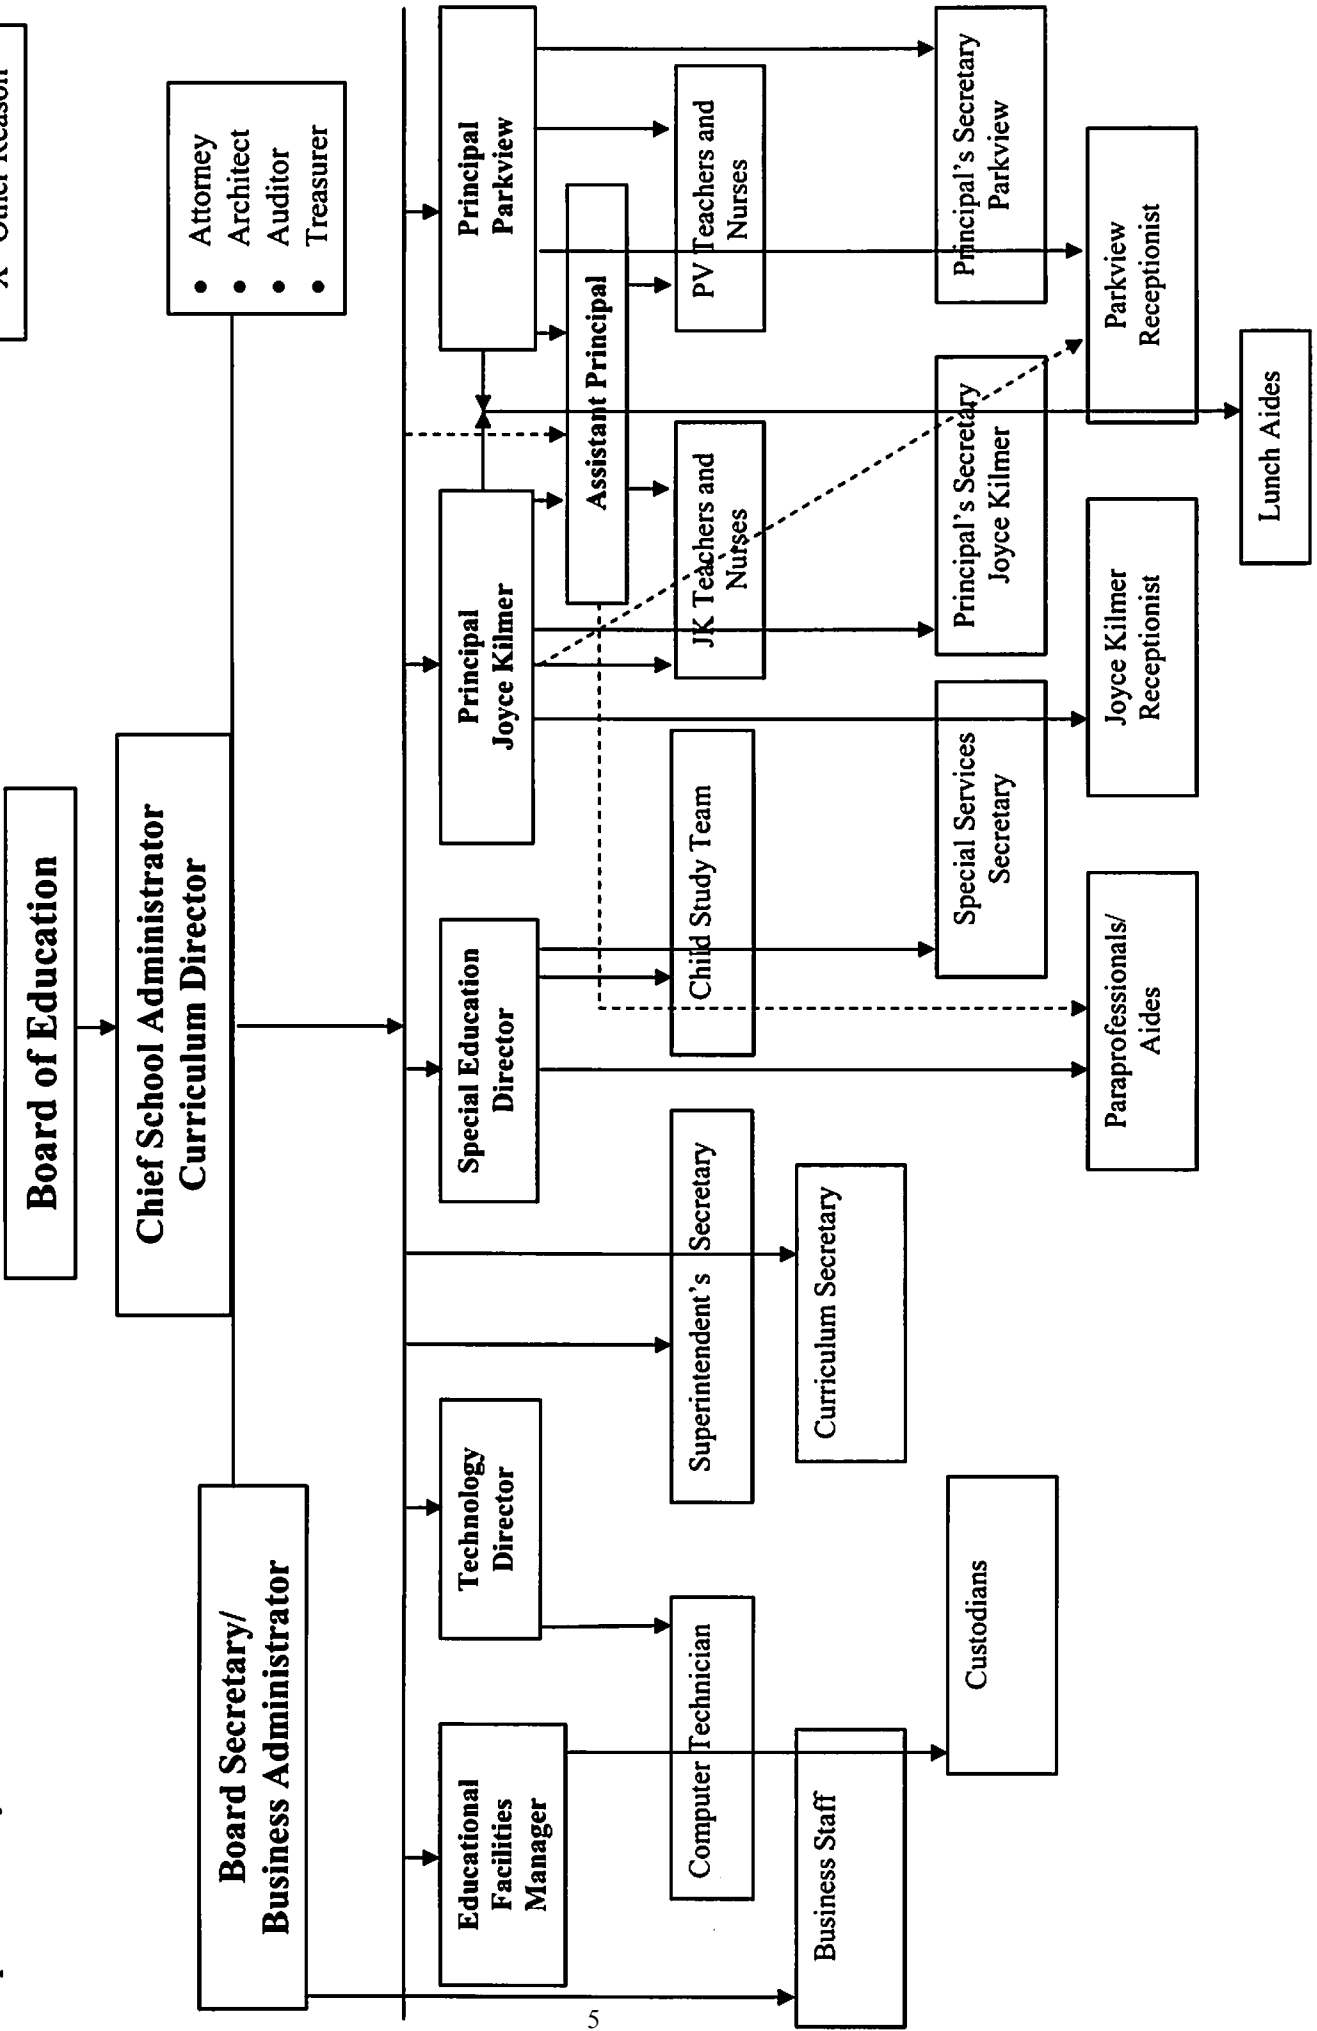 Other Reason
Board of Education
Chief School Administrator
Curriculum Director
Board Secretary/
Business Administrator
• Attorney
• Architect
• Auditor
• Treasurer
Educational
Facilities
Manager
Technology
Director
Special Education
Director
Principal
Joyce Kilmer
Principal
Parkview
Assistant Principal
Computer Technician
Superintendent's Secretary
Child Study Team
JK Teachers and
Nurses
PV Teachers and
Nurses
Business Staff
Curriculum Secretary
Custodians
Special Services
Secretary
Principal's Secretary
Joyce Kilmer
Principal's Secretary
Parkview
Paraprofessionals/
Aides
Joyce Kilmer
Receptionist
Parkview
Receptionist
Lunch Aides
5